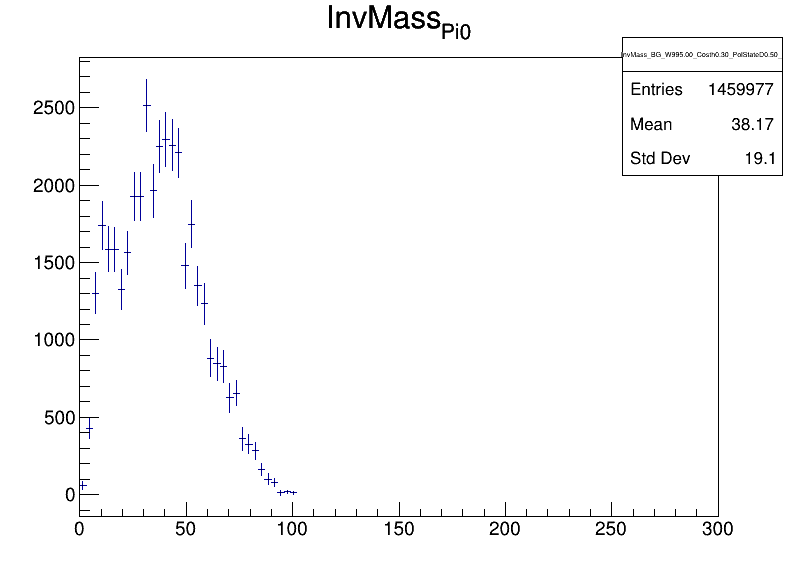 InvMass_Pi0
InvMass_BG_W995.00_Costh0.30_PolStateD0.50_
Entries 1459977
Mean 38.17
Std Dev 19.1
2500
2000
1500
1000
500
0
0 50 100 150 200 250 300